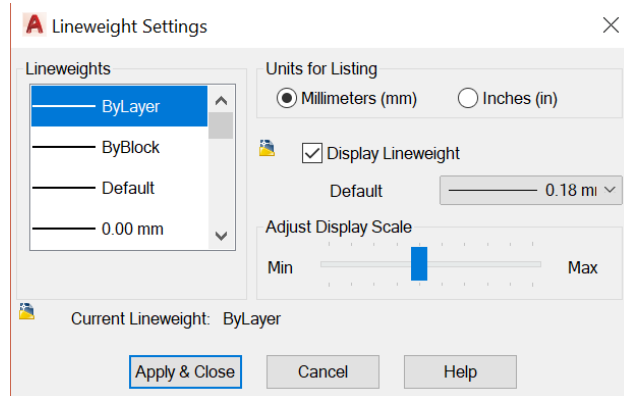 Lineweight Settings
Lineweights
ByLayer
ByBlock
Default
0.00 mm
Units for Listing
Millimeters (mm) Inches (in)
Display Lineweight
Default 0.18
Adjust Display Scale
Min Max
Current Lineweight: ByLayer
Apply & Close Cancel Help